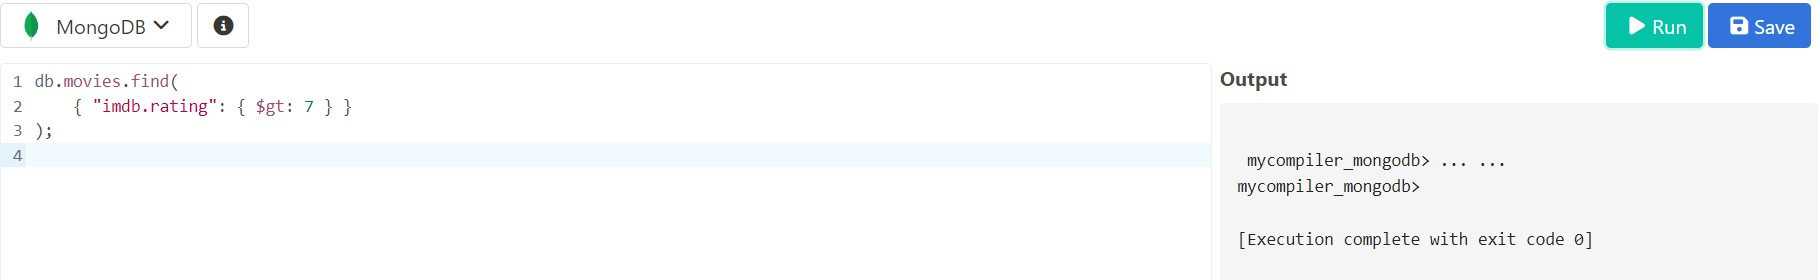 MongoDB
Run
Save
1 db.movies.find(
2     { "imdb.rating": { $gt: 7 } }
3 );
4
Output
mycompiler_mongodb> ... ...
mycompiler_mongodb>
[Execution complete with exit code 0]